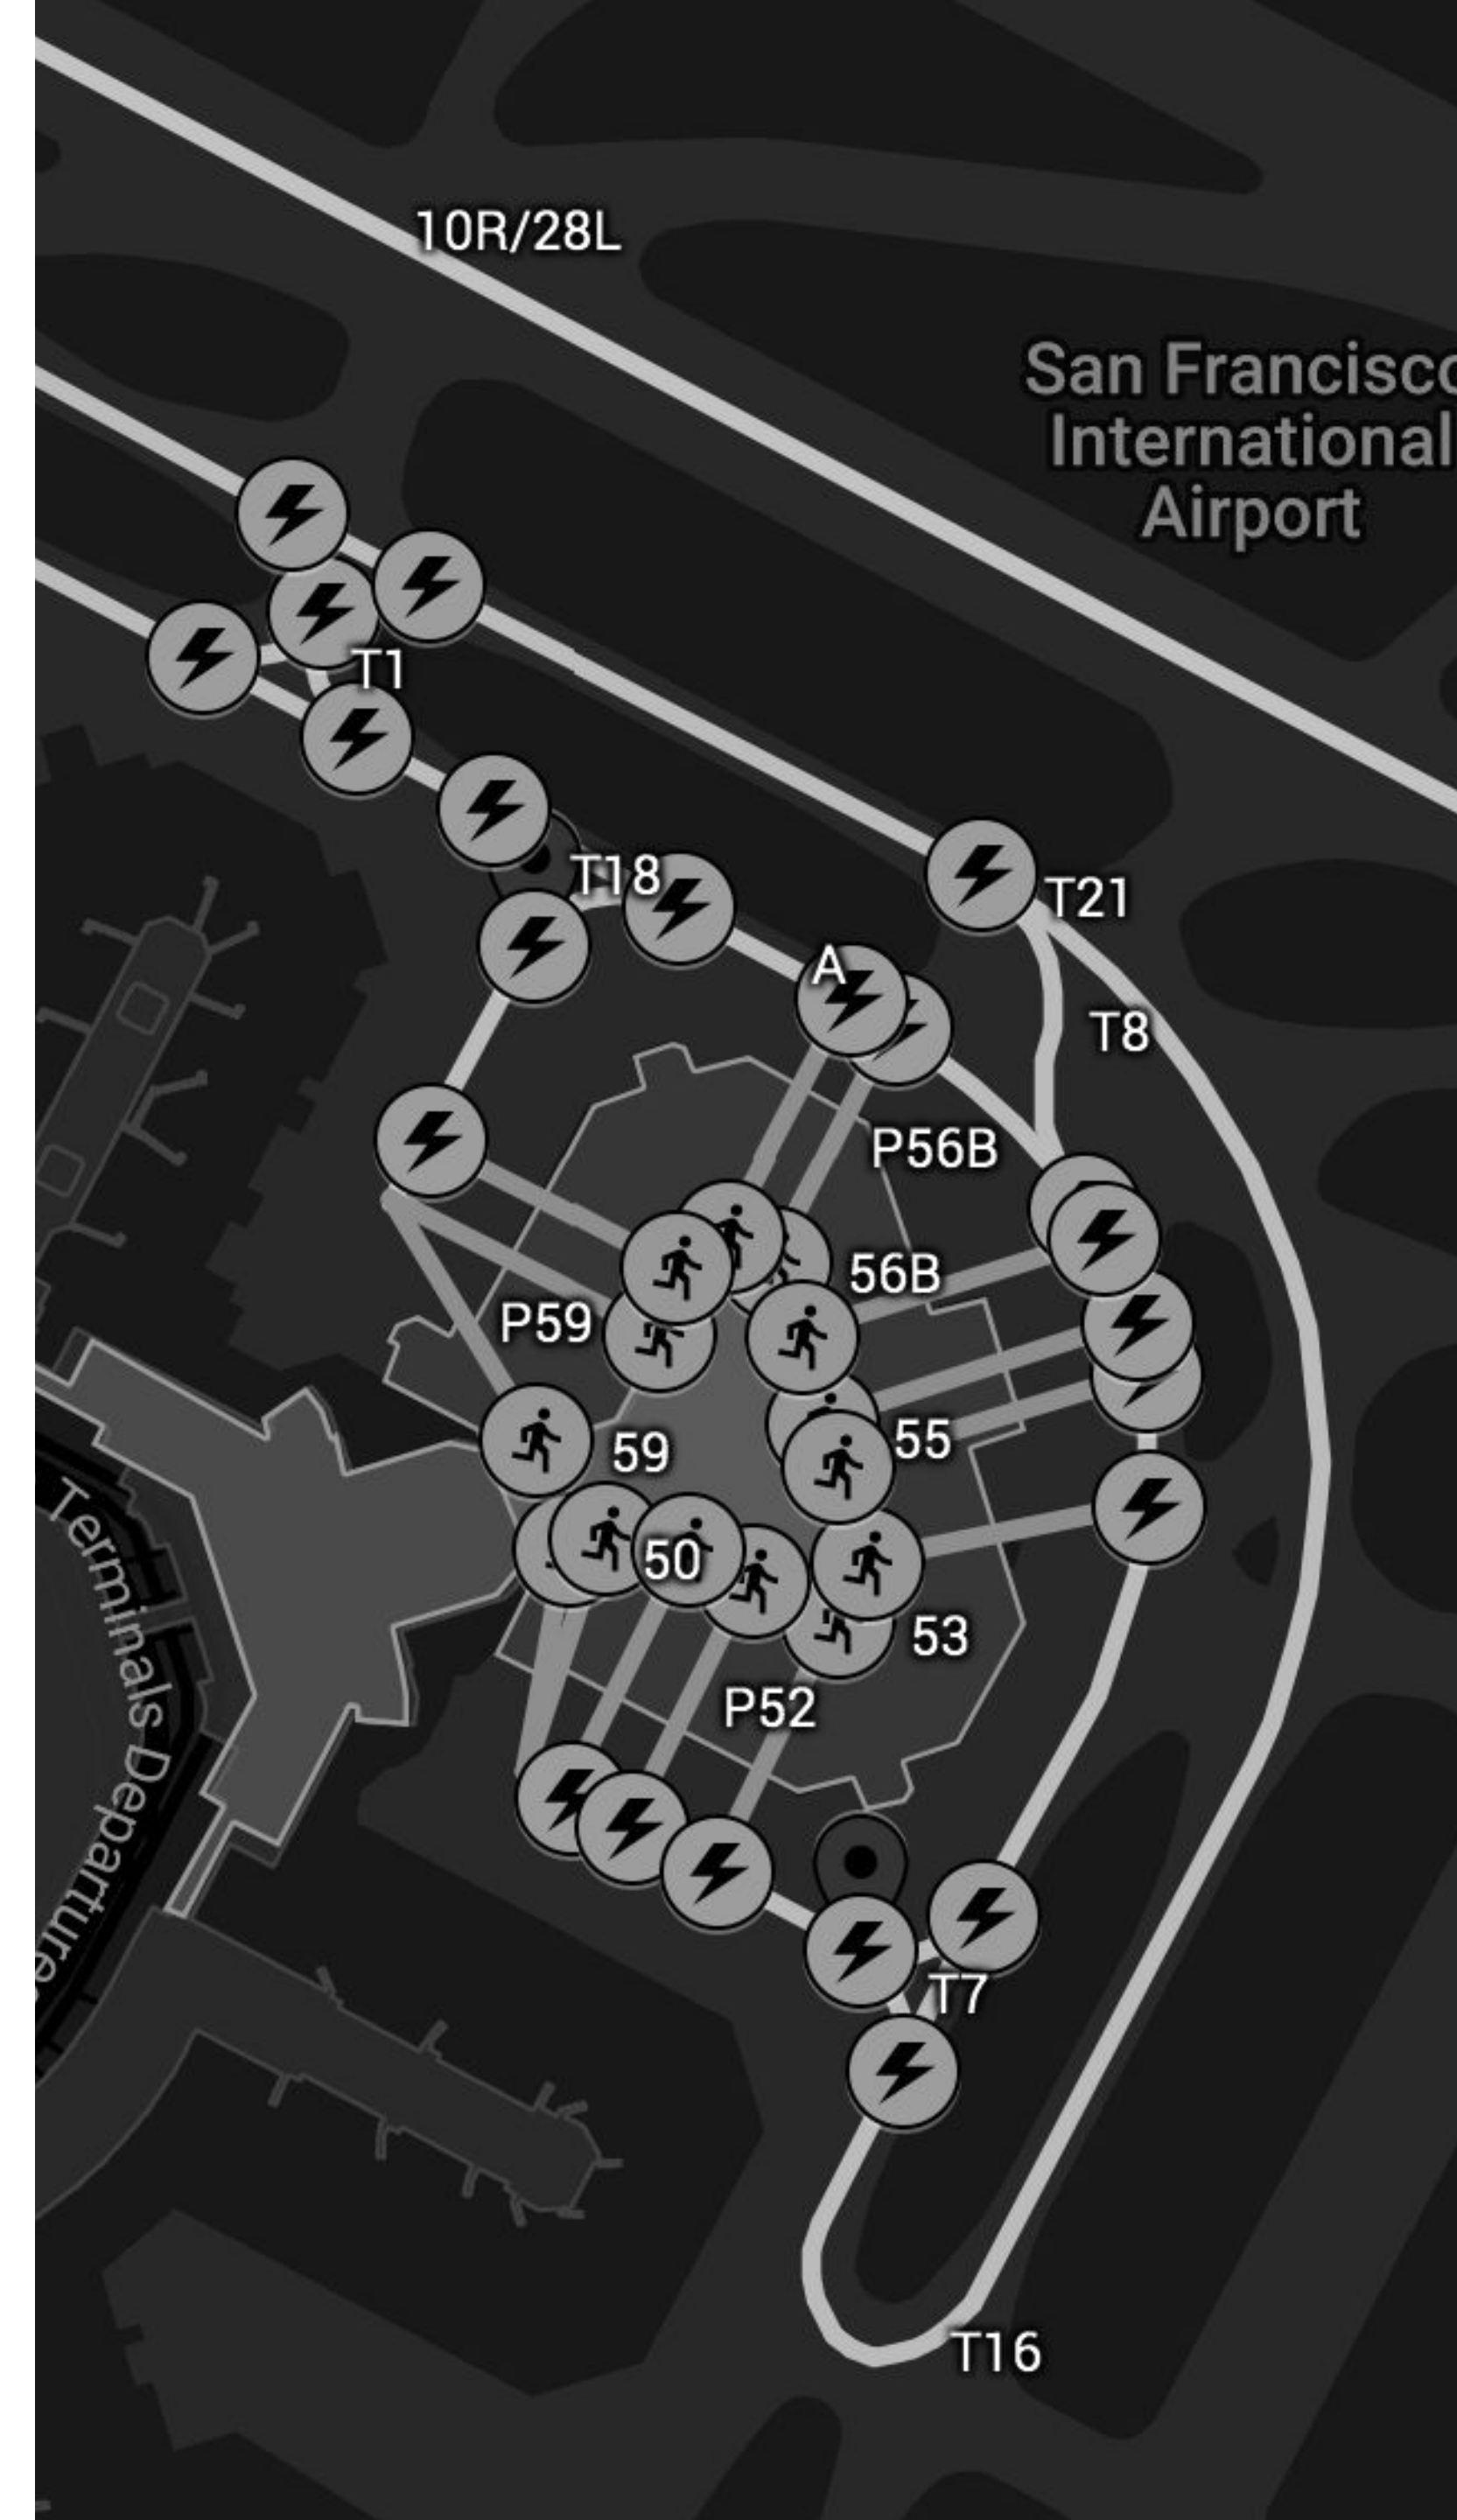 10R/28L
San Francisco
International
Airport
T1
T18
T21
A
T8
P56B
56B
P59
55
59
50
53
P52
Terminals Departures
T7
T16